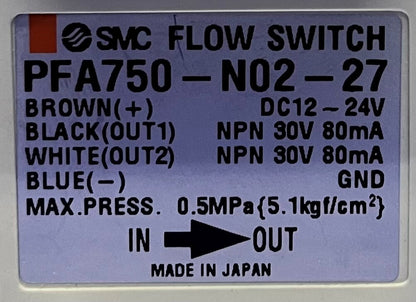 SMC FLOW SWITCH
PFA750-N02-27
BROWN(+) DC12~24V
BLACK(OUT1) NPN 30V 80mA
WHITE(OUT2) NPN 30V 80mA
BLUE(-) GND
MAX.PRESS. 0.5MPa{5.1kgf/cm²}
IN OUT
MADE IN JAPAN